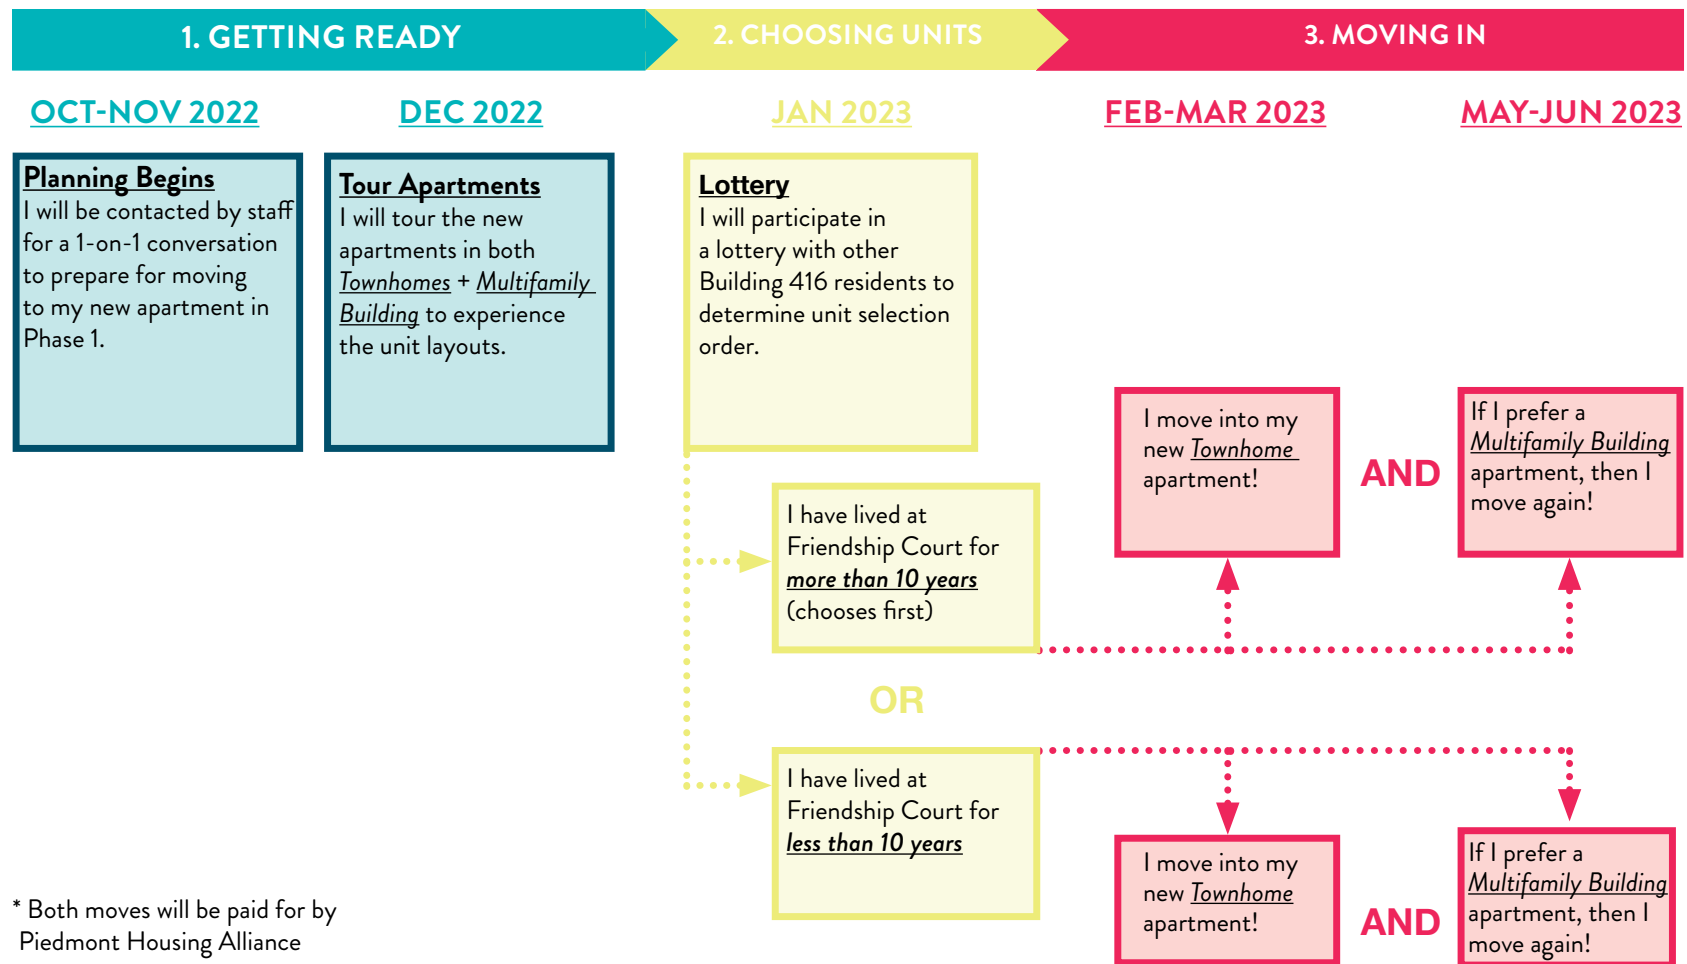 1. GETTING READY
2. CHOOSING UNITS
3. MOVING IN
OCT-NOV 2022
DEC 2022
JAN 2023
FEB-MAR 2023
MAY-JUN 2023
Planning Begins
I will be contacted by staff
for a 1-on-1 conversation
to prepare for moving
to my new apartment in
Phase 1.
Tour Apartments
I will tour the new
apartments in both
Townhomes + Multifamily
Building to experience
the unit layouts.
Lottery
I will participate in
a lottery with other
Building 416 residents to
determine unit selection
order.
I have lived at
Friendship Court for
more than 10 years
(chooses first)
I move into my
new Townhome
apartment!
AND
If I prefer a
Multifamily Building
apartment, then I
move again!
OR
I have lived at
Friendship Court for
less than 10 years
I move into my
new Townhome
apartment!
AND
If I prefer a
Multifamily Building
apartment, then I
move again!
* Both moves will be paid for by
Piedmont Housing Alliance